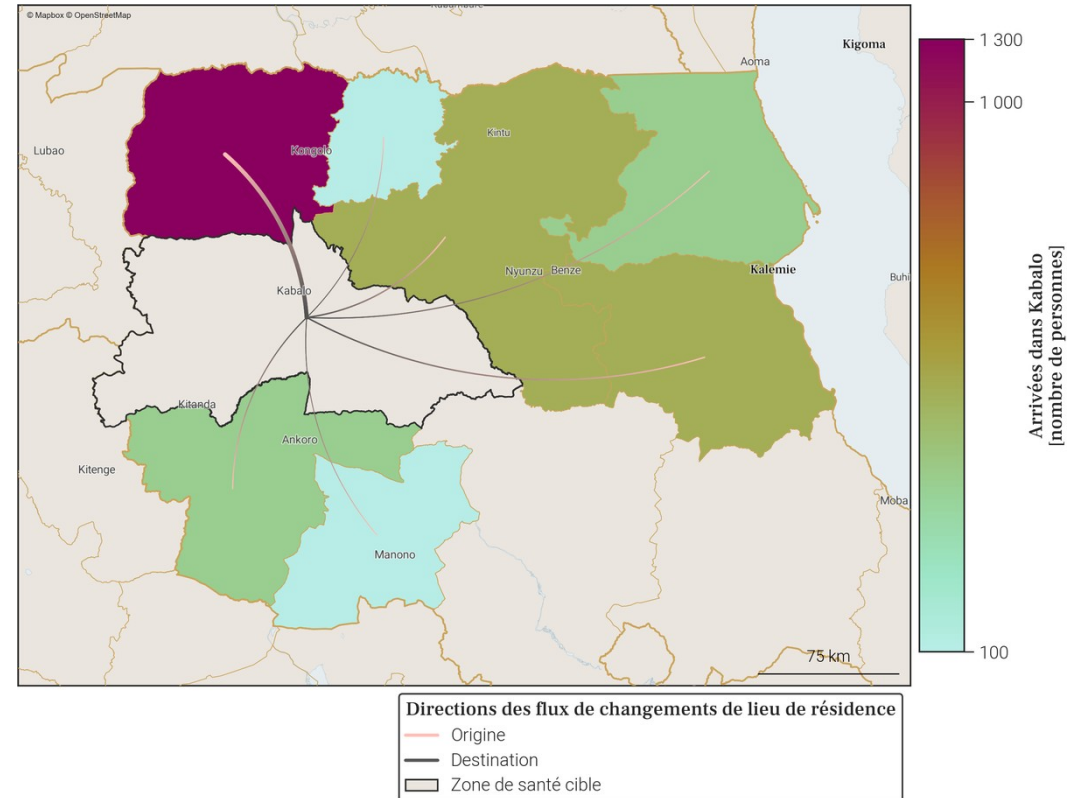 © Mapbox © OpenStreetMap
Kigoma
1 300
Aoma
1 000
Kintu
Lubao
Kongolo
Nyunzu
Benze
Kalemie
Buhi
Kabalo
Arrivées dans Kabalo
[nombre de personnes]
Kitanda
Ankoro
Kitenge
Moba
Manono
75 km
100
Directions des flux de changements de lieu de résidence
Origine
Destination
Zone de santé cible